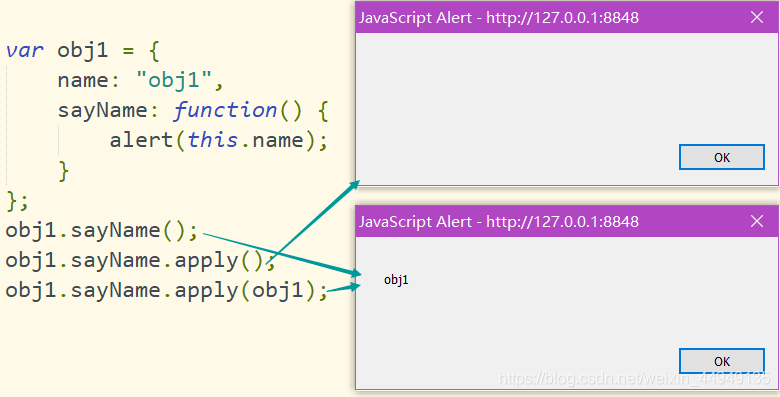 var obj1 = {
name: "obj1",
sayName: function() {
alert(this.name);
}
};
obj1.sayName();
obj1.sayName.apply();
obj1.sayName.apply(obj1);
JavaScript Alert - http://127.0.0.1:8848
OK
JavaScript Alert - http://127.0.0.1:8848
obj1
OK
https://blog.csdn.net/weixin_44949135